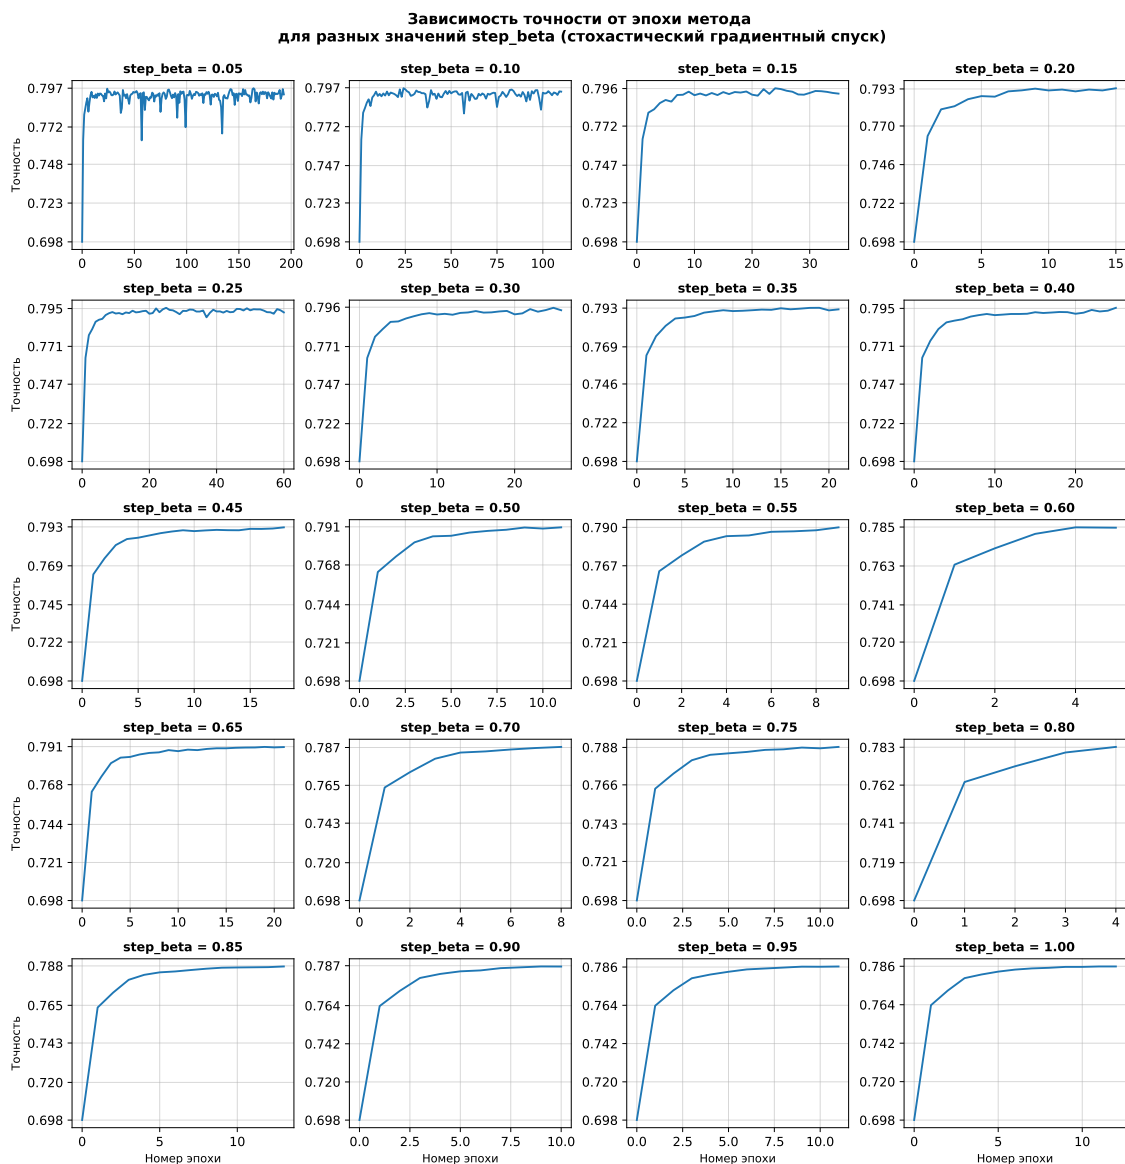 Зависимость точности от эпохи метода
для разных значений step_beta (стохастический градиентный спуск)
step_beta = 0.05
step_beta = 0.10
step_beta = 0.15
step_beta = 0.20
Точность
0.797
0.772
0.748
0.723
0.698
0 50 100 150 200
0.797
0.772
0.748
0.723
0.698
0 25 50 75 100
0.796
0.772
0.747
0.723
0.698
0 10 20 30
0.793
0.770
0.746
0.722
0.698
0 5 10 15
step_beta = 0.25
step_beta = 0.30
step_beta = 0.35
step_beta = 0.40
Точность
0.795
0.771
0.747
0.722
0.698
0 20 40 60
0.796
0.771
0.747
0.722
0.698
0 10 20
0.793
0.769
0.746
0.722
0.698
0 5 10 15 20
0.795
0.771
0.747
0.722
0.698
0 10 20
step_beta = 0.45
step_beta = 0.50
step_beta = 0.55
step_beta = 0.60
Точность
0.793
0.769
0.745
0.722
0.698
0 5 10 15
0.791
0.768
0.744
0.721
0.698
0.0 2.5 5.0 7.5 10.0
0.790
0.767
0.744
0.721
0.698
0 2 4 6 8
0.785
0.763
0.741
0.720
0.698
0 2 4
step_beta = 0.65
step_beta = 0.70
step_beta = 0.75
step_beta = 0.80
Точность
0.791
0.768
0.744
0.721
0.698
0 5 10 15 20
0.787
0.765
0.743
0.720
0.698
0 2 4 6 8
0.788
0.766
0.743
0.721
0.698
0.0 2.5 5.0 7.5 10.0
0.783
0.762
0.741
0.719
0.698
0 1 2 3 4
step_beta = 0.85
step_beta = 0.90
step_beta = 0.95
step_beta = 1.00
Точность
0.788
0.765
0.743
0.720
0.698
0 5 10
Номер эпохи
0.787
0.764
0.742
0.720
0.698
0.0 2.5 5.0 7.5 10.0
Номер эпохи
0.786
0.764
0.742
0.720
0.698
0.0 2.5 5.0 7.5 10.0
Номер эпохи
0.786
0.764
0.742
0.720
0.698
0 5 10
Номер эпохи